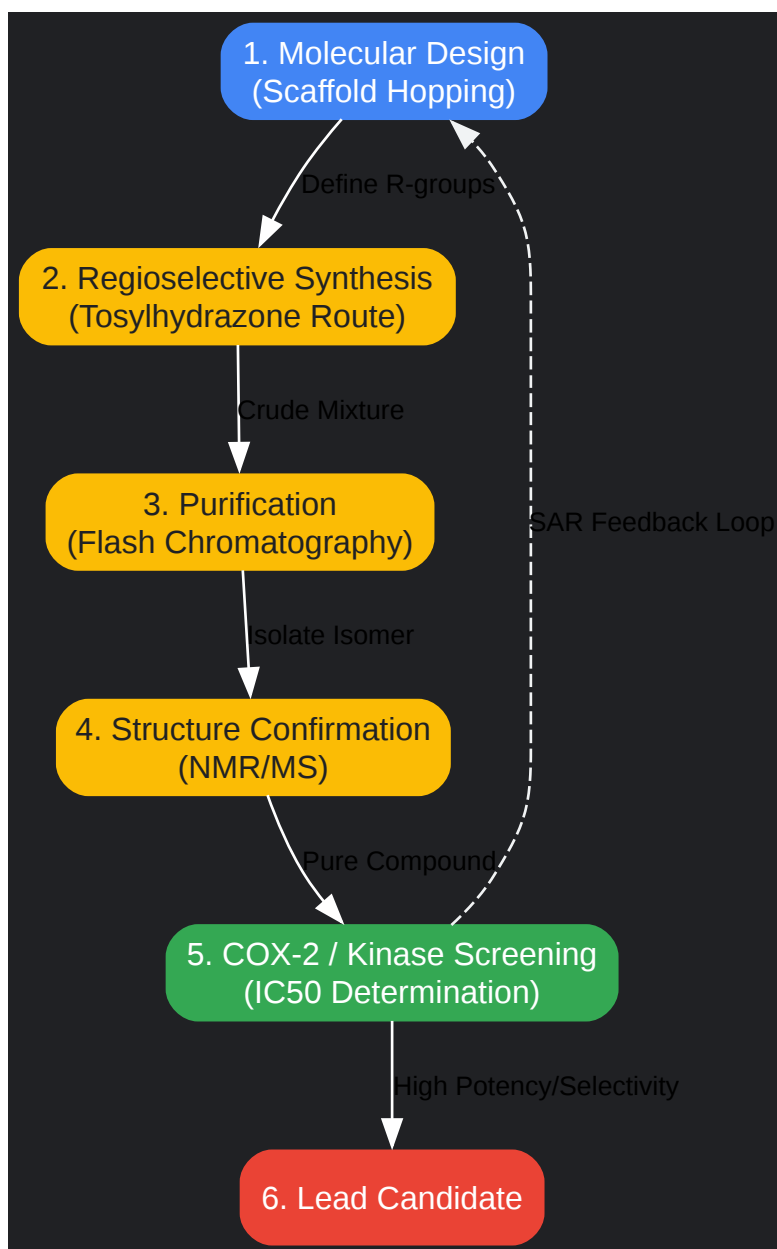 1. Molecular Design
(Scaffold Hopping)
Define R-groups
2. Regioselective Synthesis
(Tosylhydrazone Route)
Crude Mixture
3. Purification
(Flash Chromatography)
SAR Feedback Loop
Isolate Isomer
4. Structure Confirmation
(NMR/MS)
Pure Compound
5. COX-2 / Kinase Screening
(IC50 Determination)
High Potency/Selectivity
6. Lead Candidate